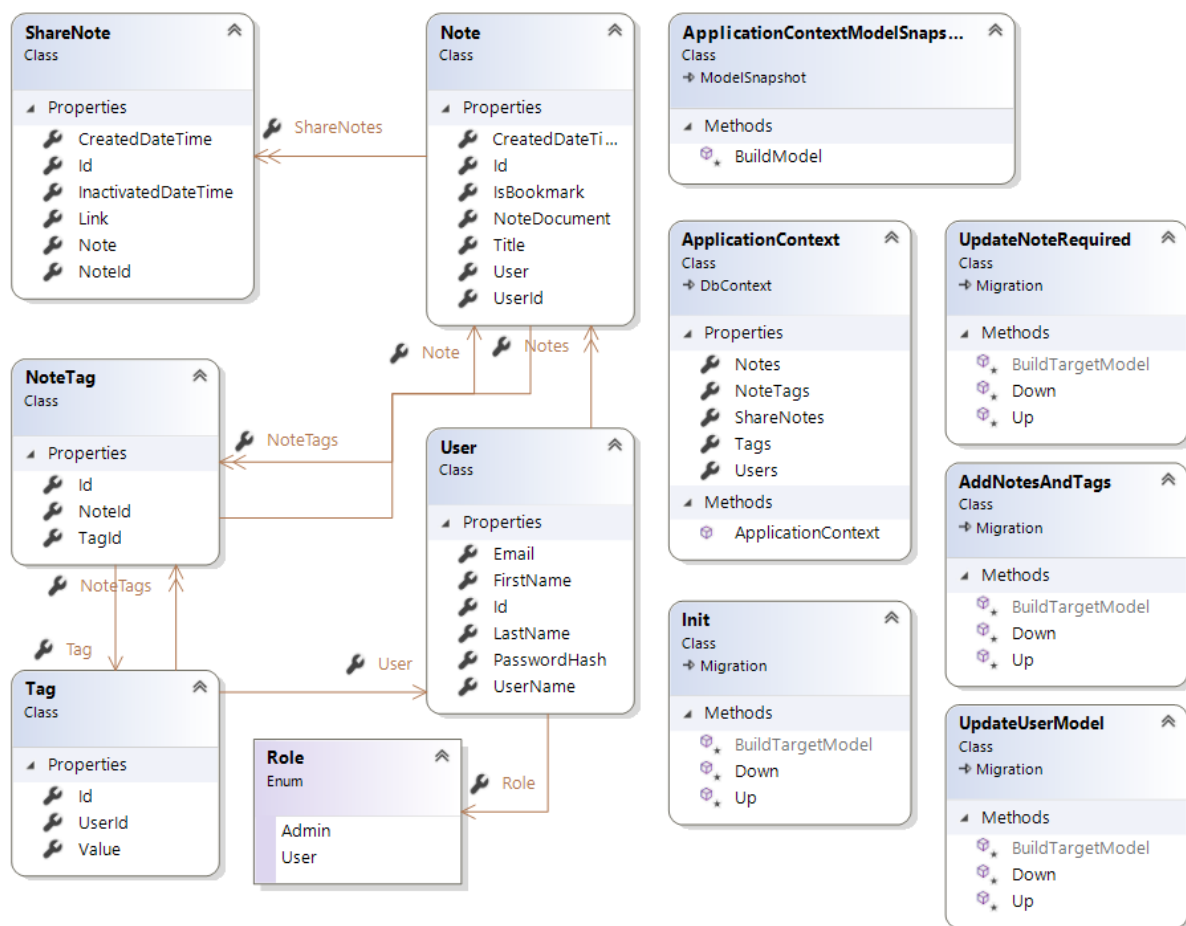 ShareNote
Class
Properties
CreatedDateTime
Id
InactivatedDateTime
Link
Note
NoteId
ShareNotes
Note
Class
Properties
CreatedDateTi...
Id
IsBookmark
NoteDocument
Title
User
UserId
ApplicationContextModelSnaps...
Class
ModelSnapshot
Methods
BuildModel
Note
Notes
NoteTag
Class
Properties
Id
NoteId
TagId
NoteTags
User
Class
Properties
Email
FirstName
Id
LastName
PasswordHash
UserName
ApplicationContext
Class
DbContext
Properties
Notes
NoteTags
ShareNotes
Tags
Users
Methods
ApplicationContext
UpdateNoteRequired
Class
Migration
Methods
BuildTargetModel
Down
Up
AddNotesAndTags
Class
Migration
Methods
BuildTargetModel
Down
Up
NoteTags
Tag
User
Tag
Class
Properties
Id
UserId
Value
Role
Enum
Admin
User
Role
Init
Class
Migration
Methods
BuildTargetModel
Down
Up
UpdateUserModel
Class
Migration
Methods
BuildTargetModel
Down
Up